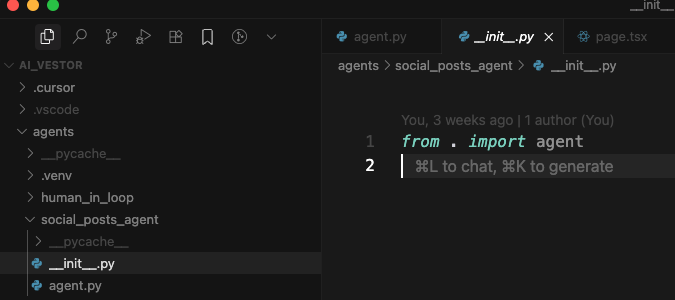 __init__
agent.py
__init__.py
page.tsx
AI_VESTOR
agents
social_posts_agent
__init__.py
.cursor
.vscode
agents
__pycache__
.venv
human_in_loop
social_posts_agent
__pycache__
__init__.py
agent.py
You, 3 weeks ago | 1 author (You)
1 from . import agent
2 ⌘L to chat, ⌘K to generate